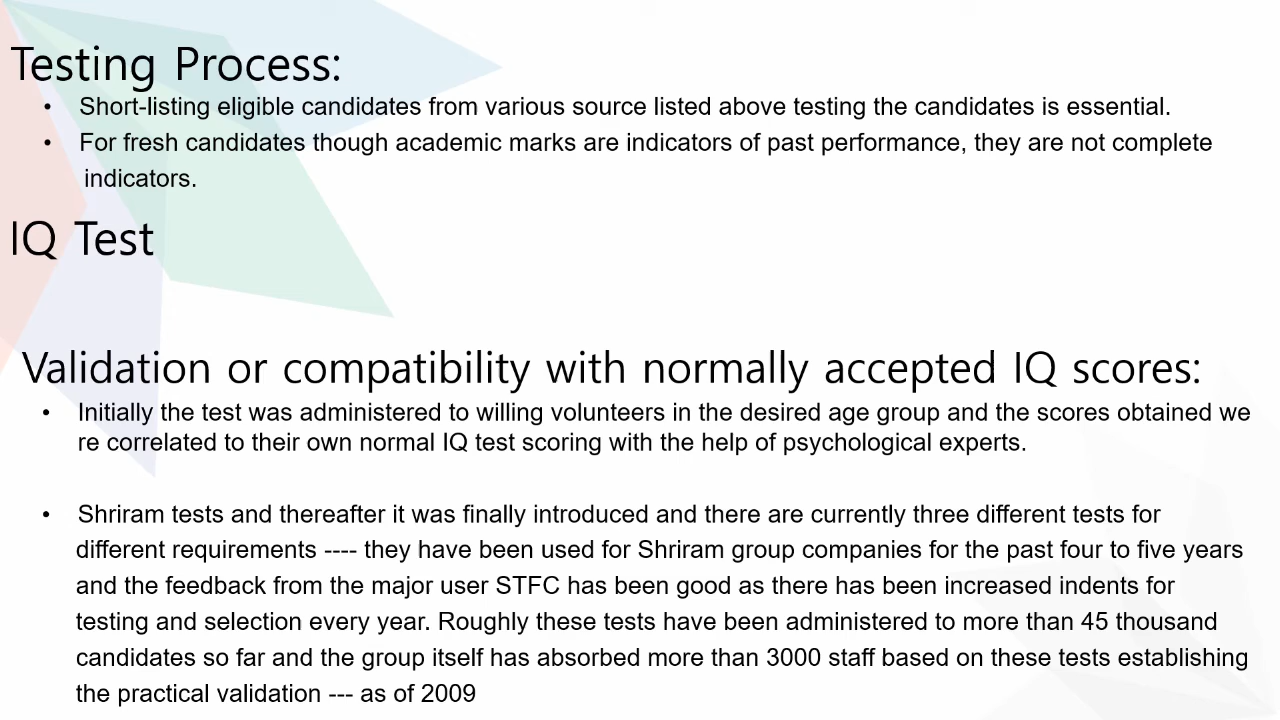 Testing Process:
• Short-listing eligible candidates from various source listed above testing the candidates is essential.
• For fresh candidates though academic marks are indicators of past performance, they are not complete
indicators.
IQ Test
Validation or compatibility with normally accepted IQ scores:
• Initially the test was administered to willing volunteers in the desired age group and the scores obtained we
re correlated to their own normal IQ test scoring with the help of psychological experts.
• Shriram tests and thereafter it was finally introduced and there are currently three different tests for
different requirements ---- they have been used for Shriram group companies for the past four to five years
and the feedback from the major user STFC has been good as there has been increased indents for
testing and selection every year. Roughly these tests have been administered to more than 45 thousand
candidates so far and the group itself has absorbed more than 3000 staff based on these tests establishing
the practical validation --- as of 2009